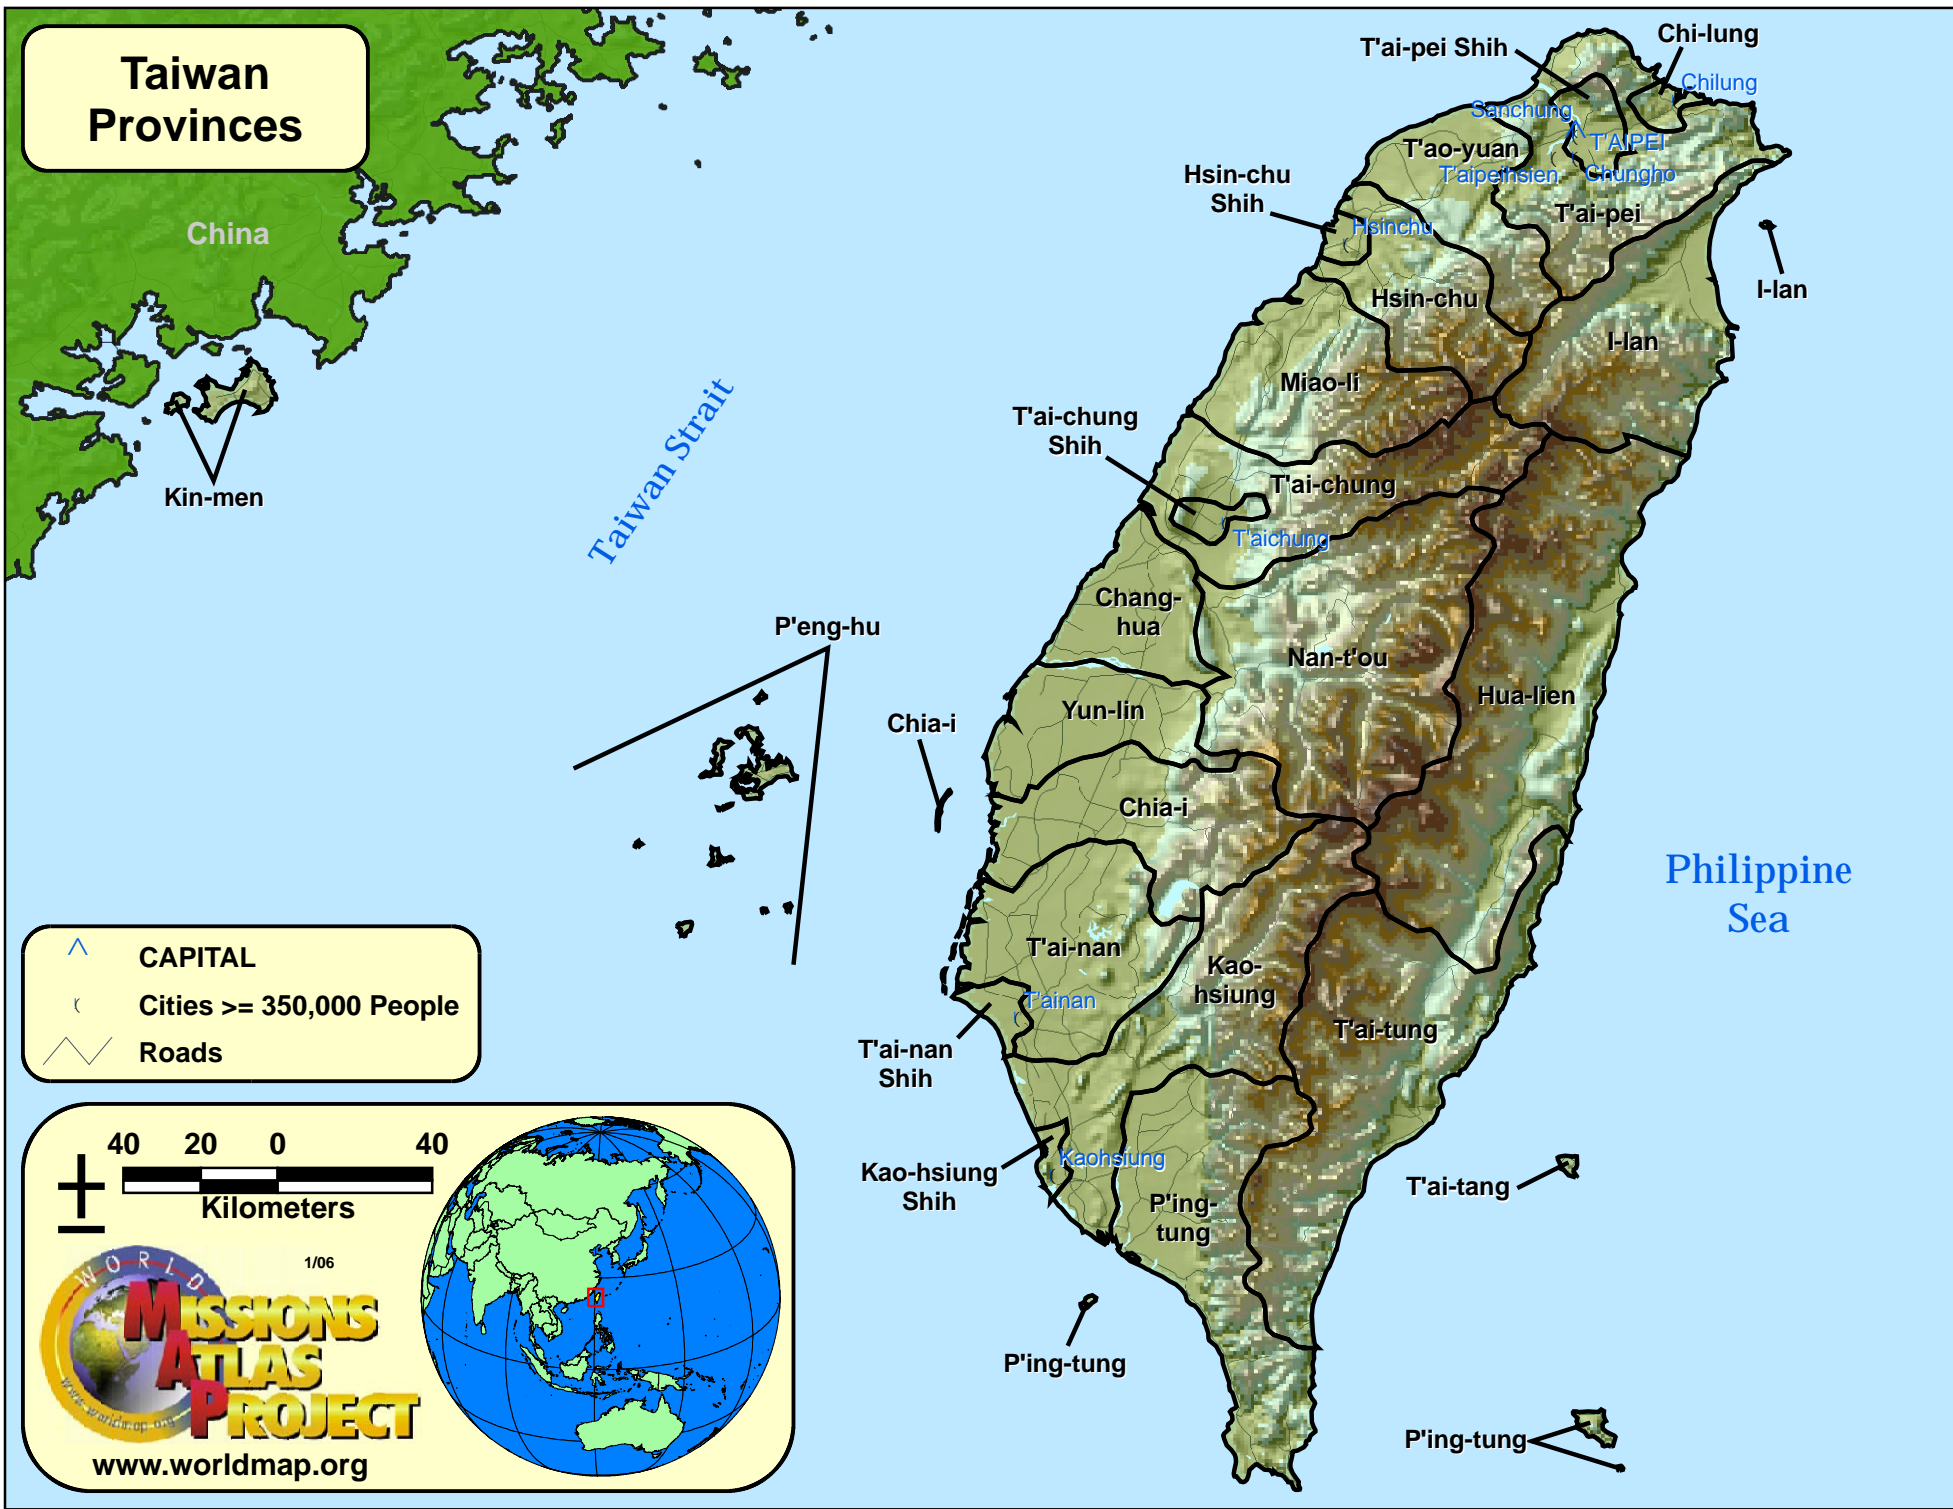 Taiwan
Provinces
China
Kin-men
Taiwan Strait
P'eng-hu
Chia-i
T'ai-pei Shih
Chi-lung
Chilung
Sanchung
T'AIPEI
T'ao-yuan
T'aipeihsien
Chungho
Hsin-chu
Shih
Hsinchu
T'ai-pei
I-lan
Hsin-chu
I-lan
Miao-li
T'ai-chung
Shih
T'ai-chung
T'aichung
Chang-
hua
Nan-t'ou
Hua-lien
Yun-lin
Chia-i
Philippine
Sea
T'ai-nan
Kao-
hsiung
T'ainan
T'ai-tung
T'ai-nan
Shih
Kaohsiung
Kao-hsiung
Shih
P'ing-
tung
T'ai-tang
P'ing-tung
P'ing-tung
CAPITAL
Cities >= 350,000 People
Roads
40 20 0 40
Kilometers
1/06
WORLD
MISSIONS
ATLAS
PROJECT
www.worldmap.org
www.worldmap.org